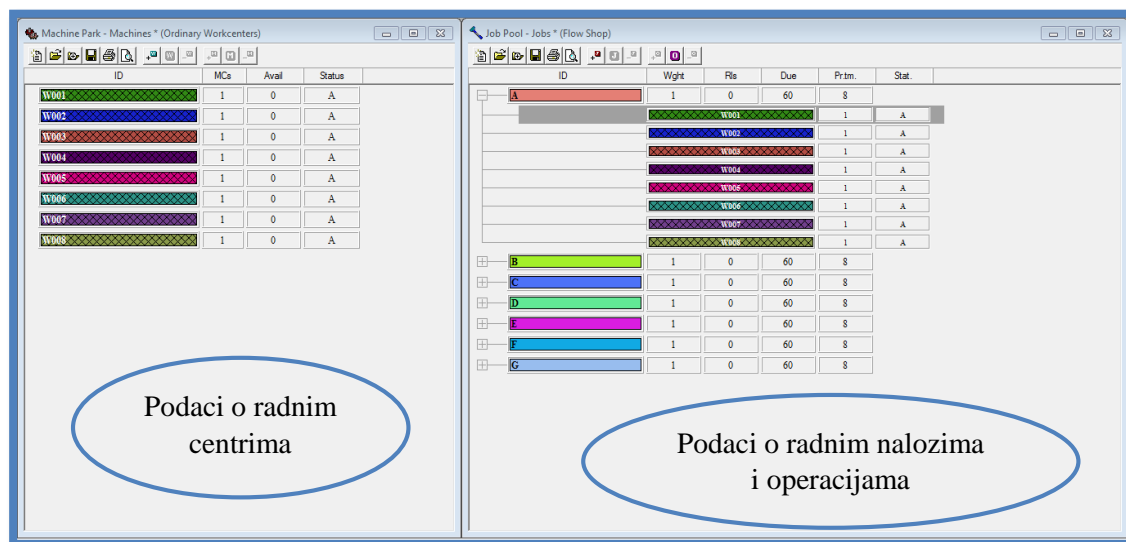 Machine Park - Machines * (Ordinary Workcenters)
ID MCs Avail Status
W001 1 0 A
W002 1 0 A
W003 1 0 A
W004 1 0 A
W005 1 0 A
W006 1 0 A
W007 1 0 A
W008 1 0 A
Podaci o radnim
centrima
Job Pool - Jobs * (Flow Shop)
ID Wght Rls Due Pr.tm. Stat.
A 1 0 60 8
W001 1 A
W002 1 A
W003 1 A
W004 1 A
W005 1 A
W006 1 A
W007 1 A
W008 1 A
B 1 0 60 8
C 1 0 60 8
D 1 0 60 8
E 1 0 60 8
F 1 0 60 8
G 1 0 60 8
Podaci o radnim nalozima
i operacijama